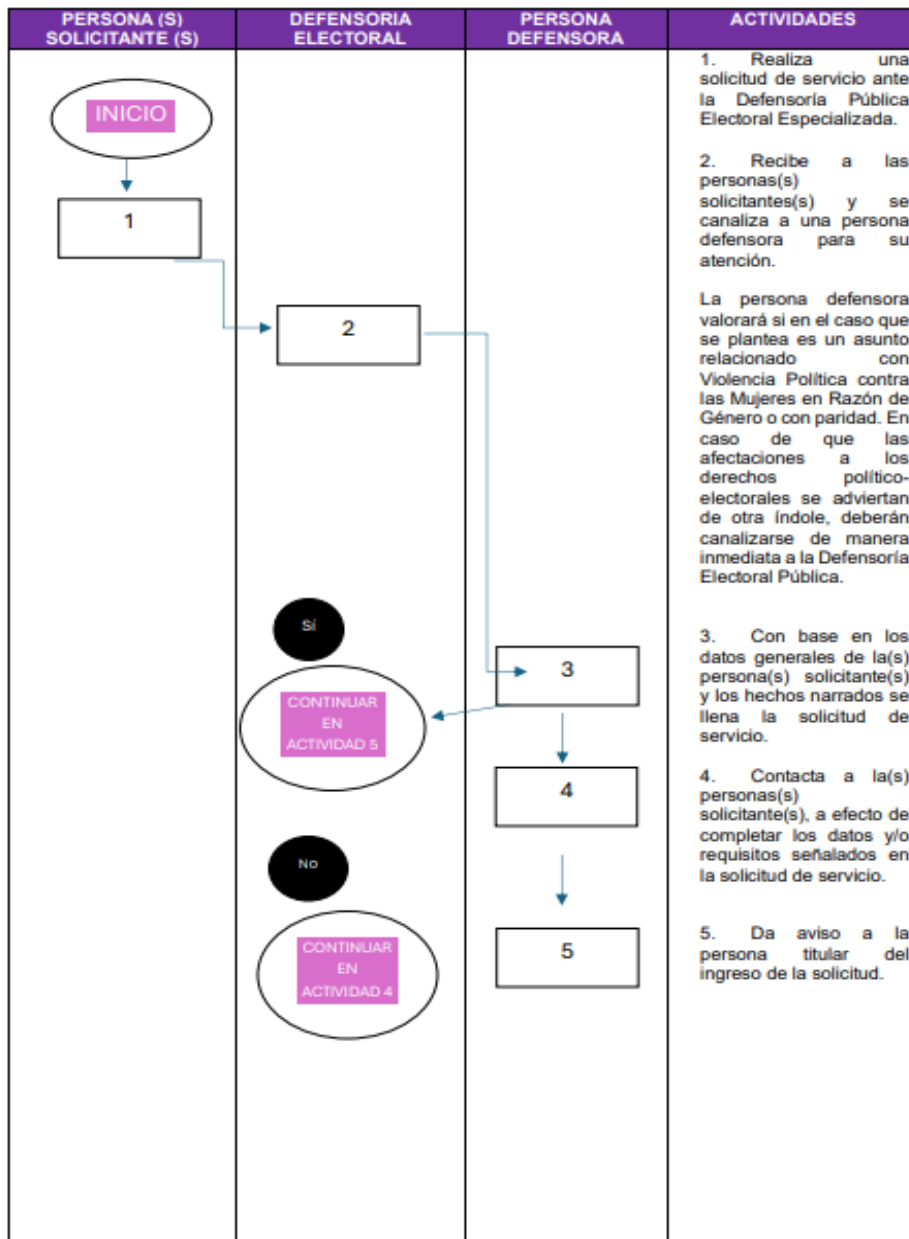 PERSONA (S)
SOLICITANTE (S)
DEFENSORIA
ELECTORAL
PERSONA
DEFENSORA
ACTIVIDADES
INICIO
1
2
Sí
CONTINUAR
EN
ACTIVIDAD 5
3
4
No
CONTINUAR
EN
ACTIVIDAD 4
5
1. Realiza una
solicitud de servicio ante
la Defensoría Pública
Electoral Especializada.
2. Recibe a las
personas(s)
solicitantes(s) y se
canaliza a una persona
defensora para su
atención.
La persona defensora
valorará si en el caso que
se plantea es un asunto
relacionado con
Violencia Política contra
las Mujeres en Razón de
Género o con paridad. En
caso de que las
afectaciones a los
derechos político-
electorales se adviertan
de otra índole, deberán
canalizarse de manera
inmediata a la Defensoría
Electoral Pública.
3. Con base en los
datos generales de la(s)
persona(s) solicitante(s)
y los hechos narrados se
llena la solicitud de
servicio.
4. Contacta a la(s)
personas(s)
solicitante(s), a efecto de
completar los datos y/o
requisitos señalados en
la solicitud de servicio.
5. Da aviso a la
persona titular del
ingreso de la solicitud.